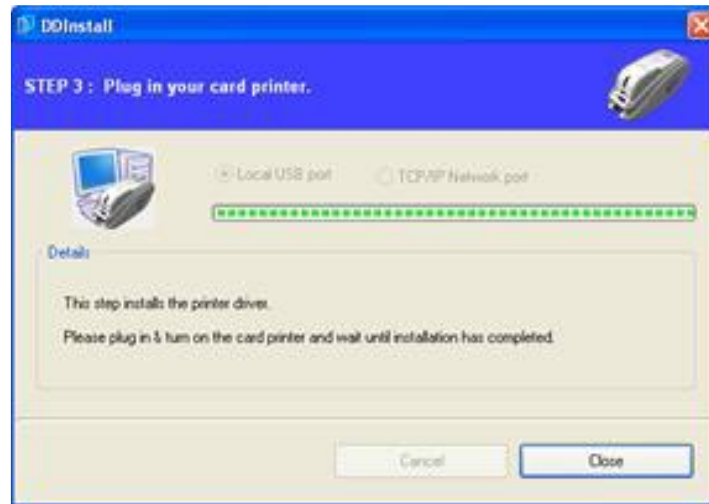 DDInstall
STEP 3 : Plug in your card printer.
Local USB port TCP/IP Network port
Details
This step installs the printer driver.
Please plug in & turn on the card printer and wait until installation has completed.
Cancel Close